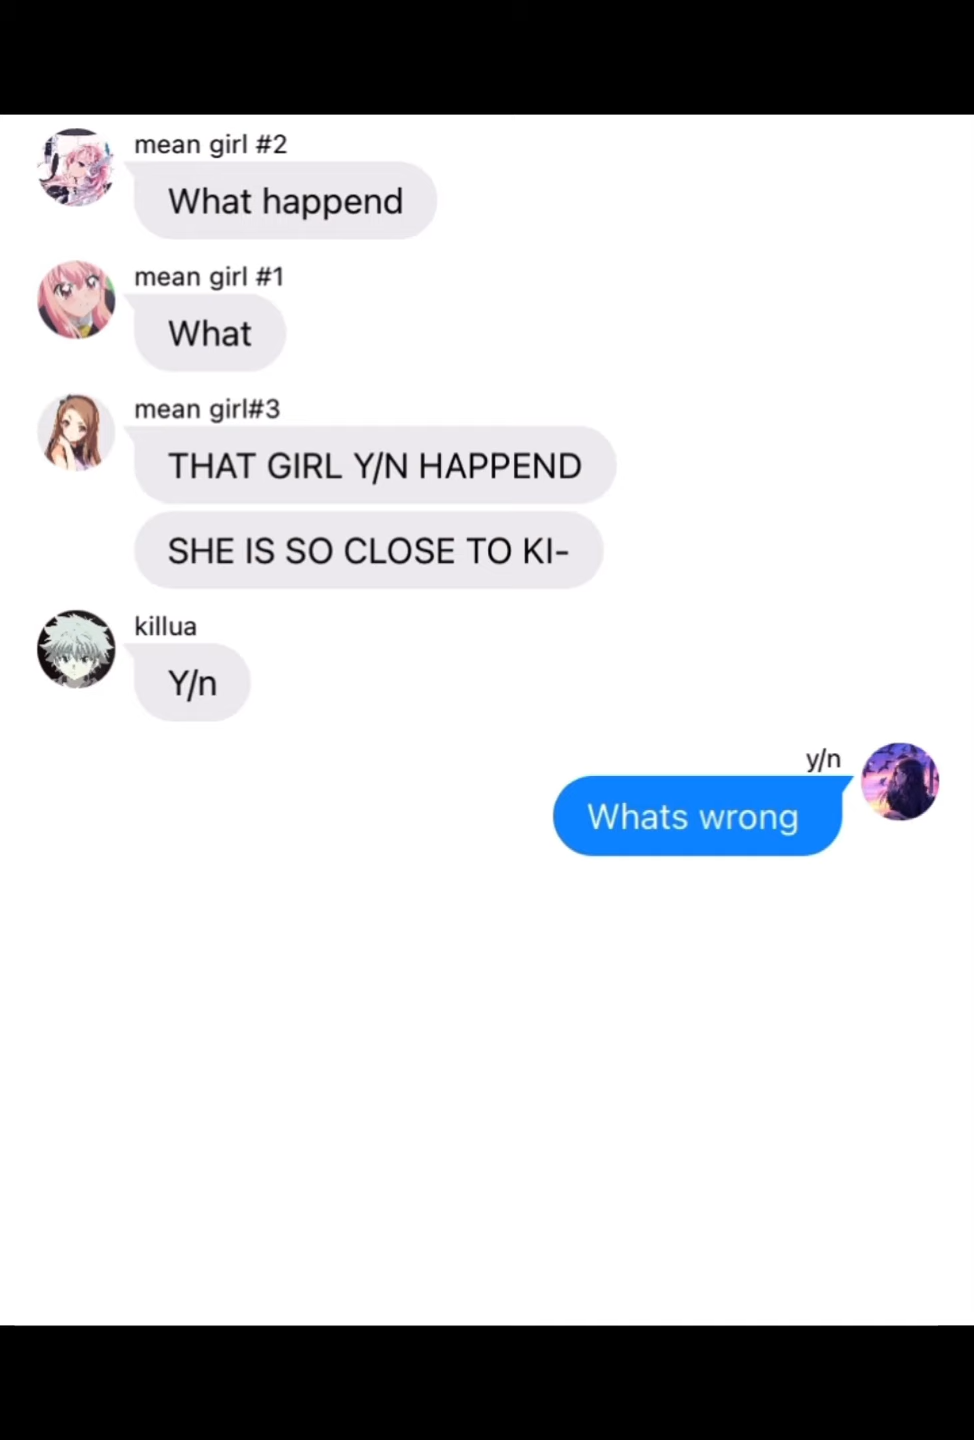 mean girl #2
What happend
mean girl #1
What
mean girl#3
THAT GIRL Y/N HAPPEND
SHE IS SO CLOSE TO KI-
killua
Y/n
y/n
Whats wrong